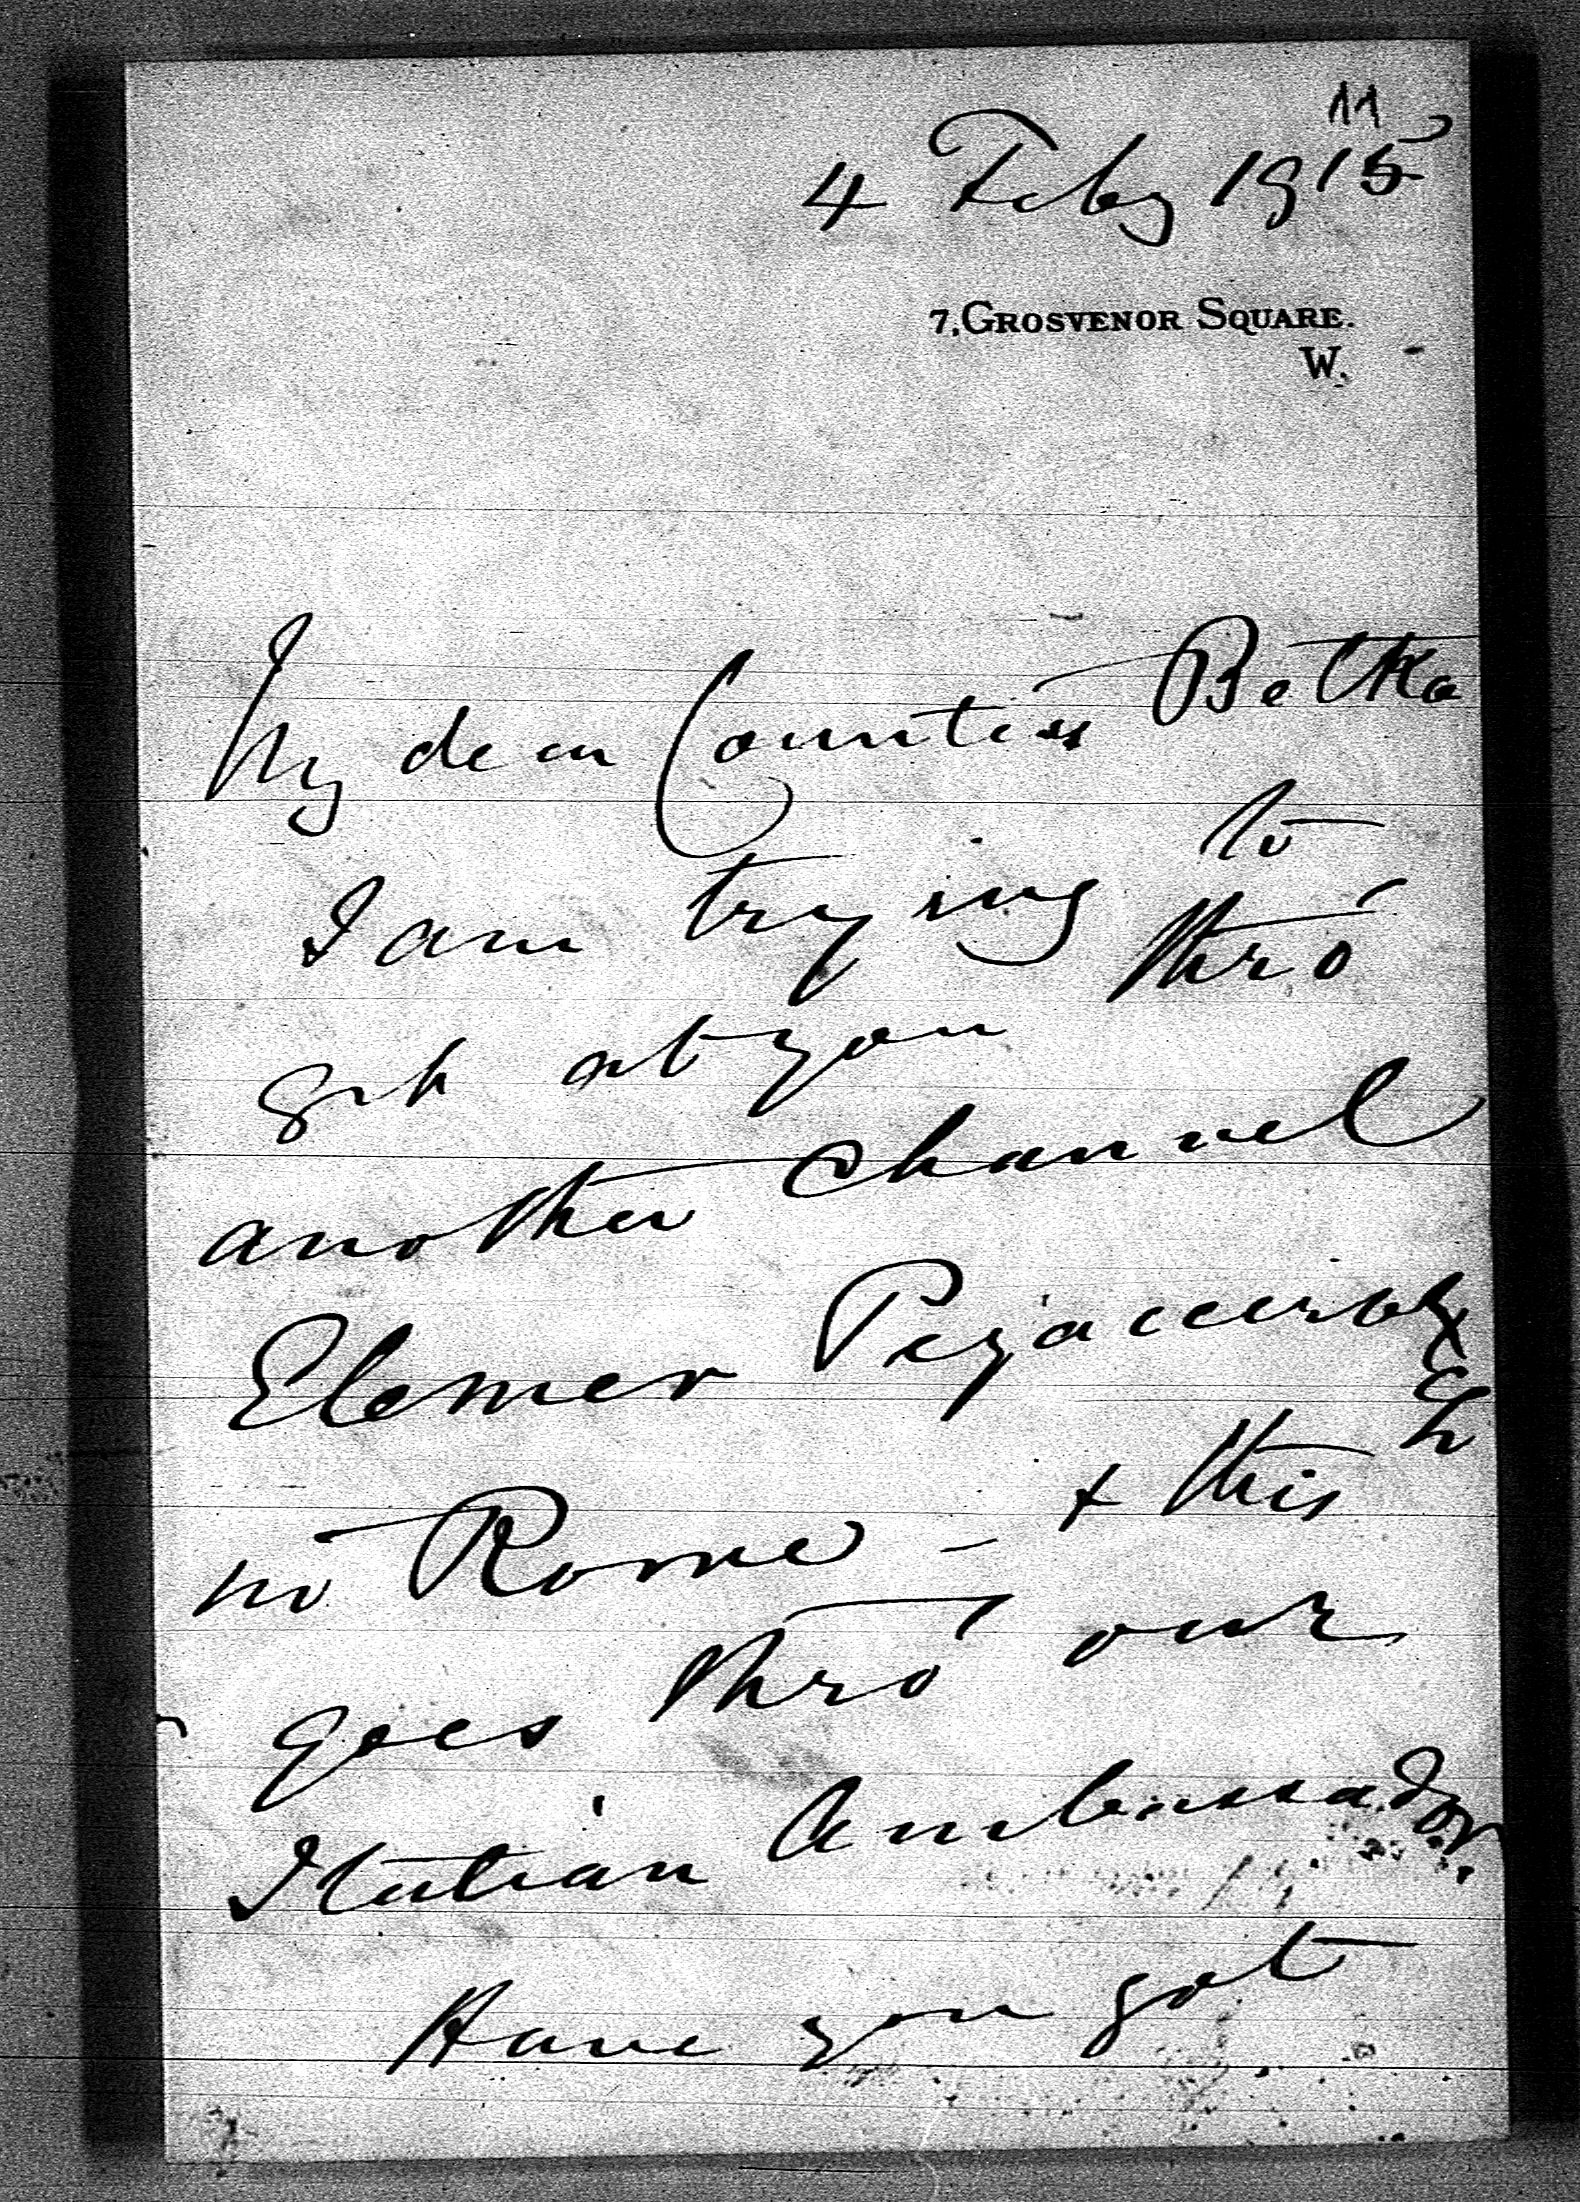 11
4 Feby 1915
7, GROSVENOR SQUARE.
W.
My dear Countess Betka
I am trying to
get at you thro'
another channel
Elemer Pejacsevich
in Rome – + this
goes thro' our
Italian Ambassador.
Have you got